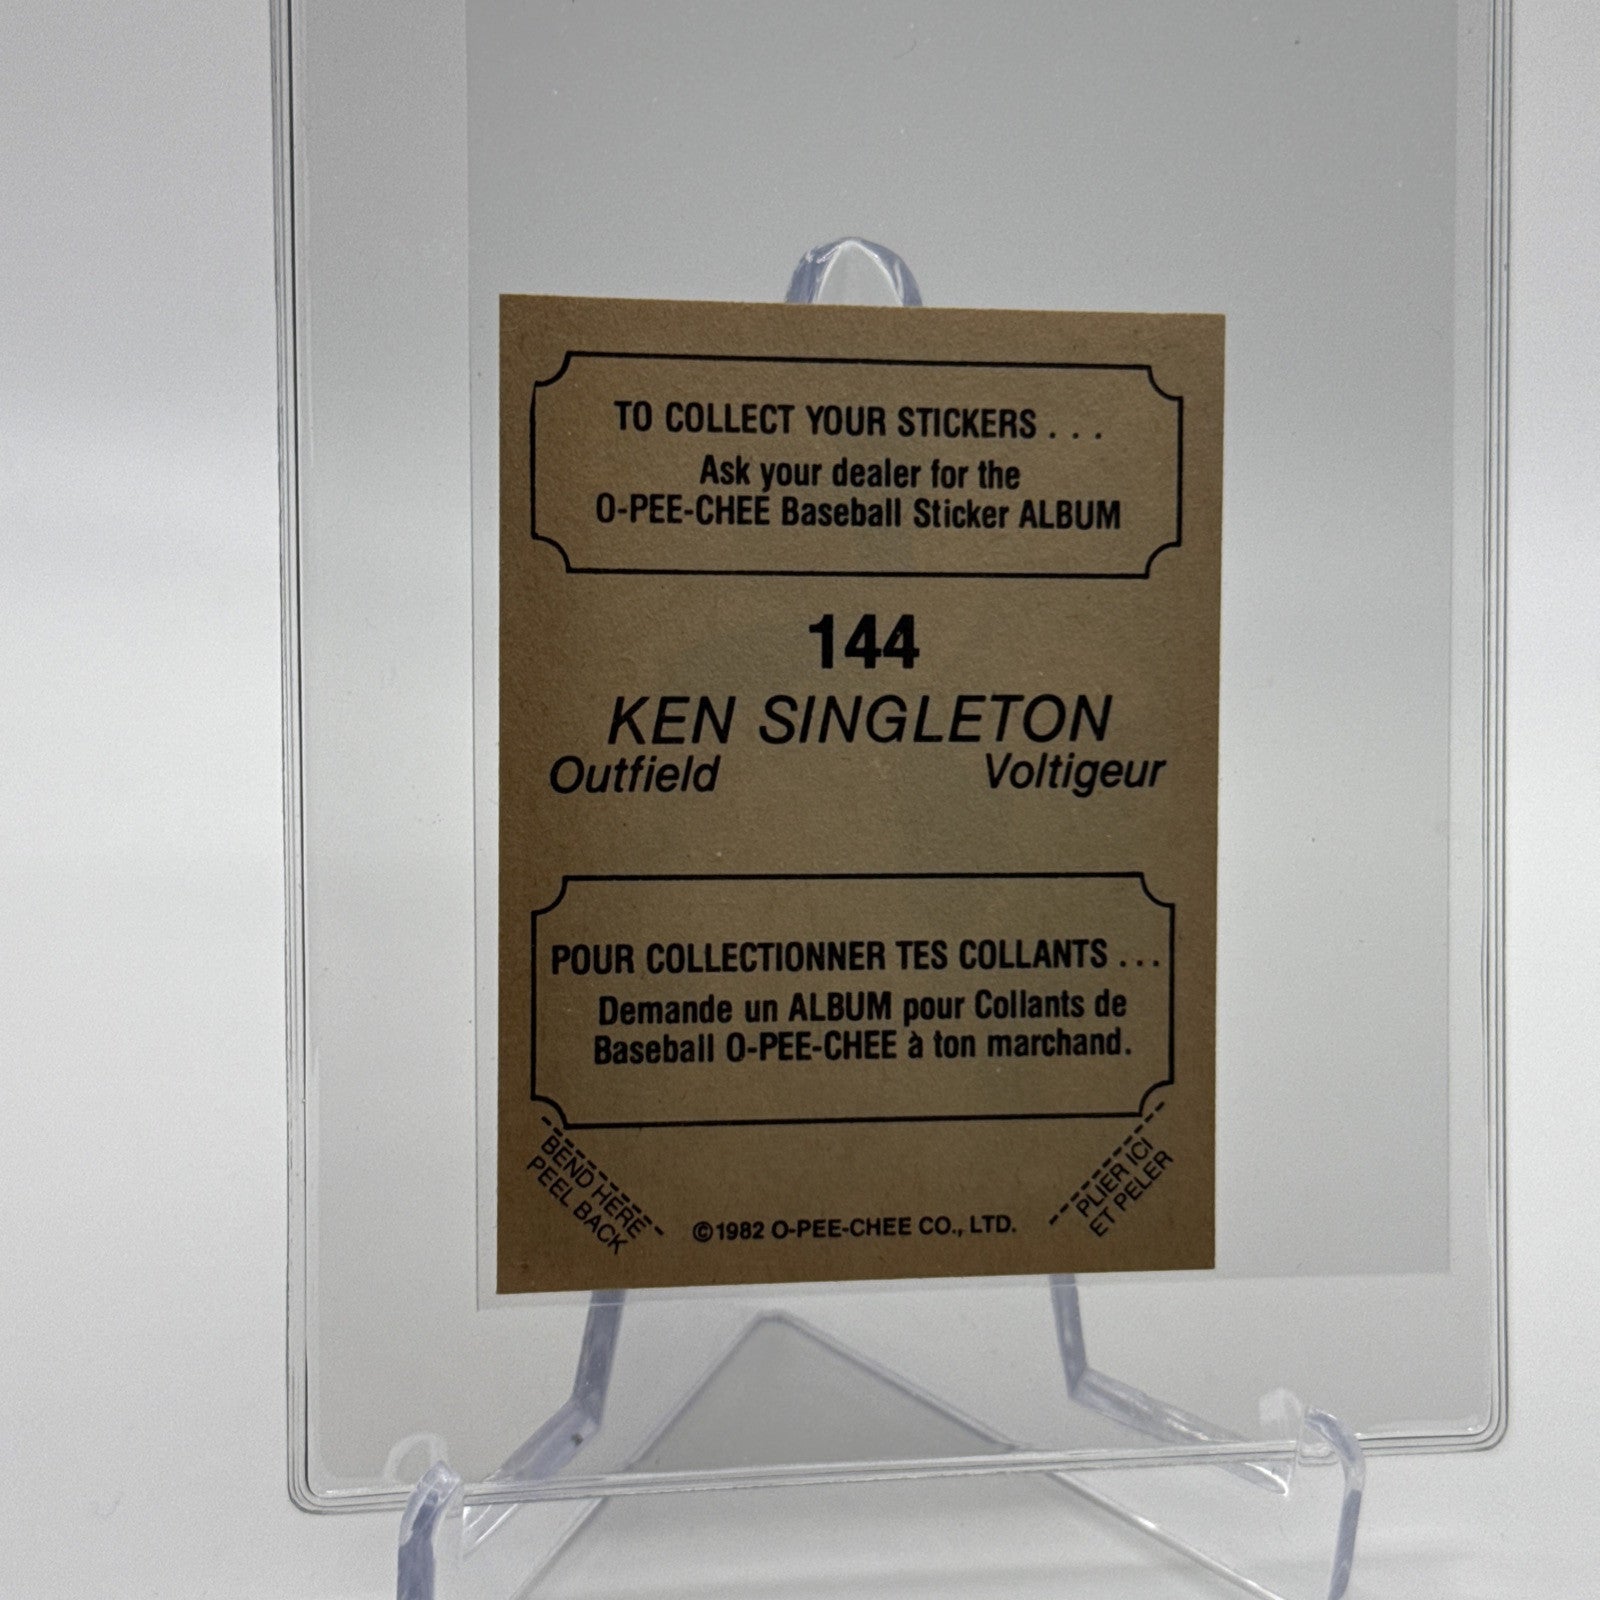 TO COLLECT YOUR STICKERS . . .
Ask your dealer for the
O-PEE-CHEE Baseball Sticker ALBUM
144
KEN SINGLETON
Outfield Voltigeur
POUR COLLECTIONNER TES COLLANTS . . .
Demande un ALBUM pour Collants de
Baseball O-PEE-CHEE à ton marchand.
BEND HERE
PEEL BACK
©1982 O-PEE-CHEE CO., LTD.
PLIER ICI
ET PELER